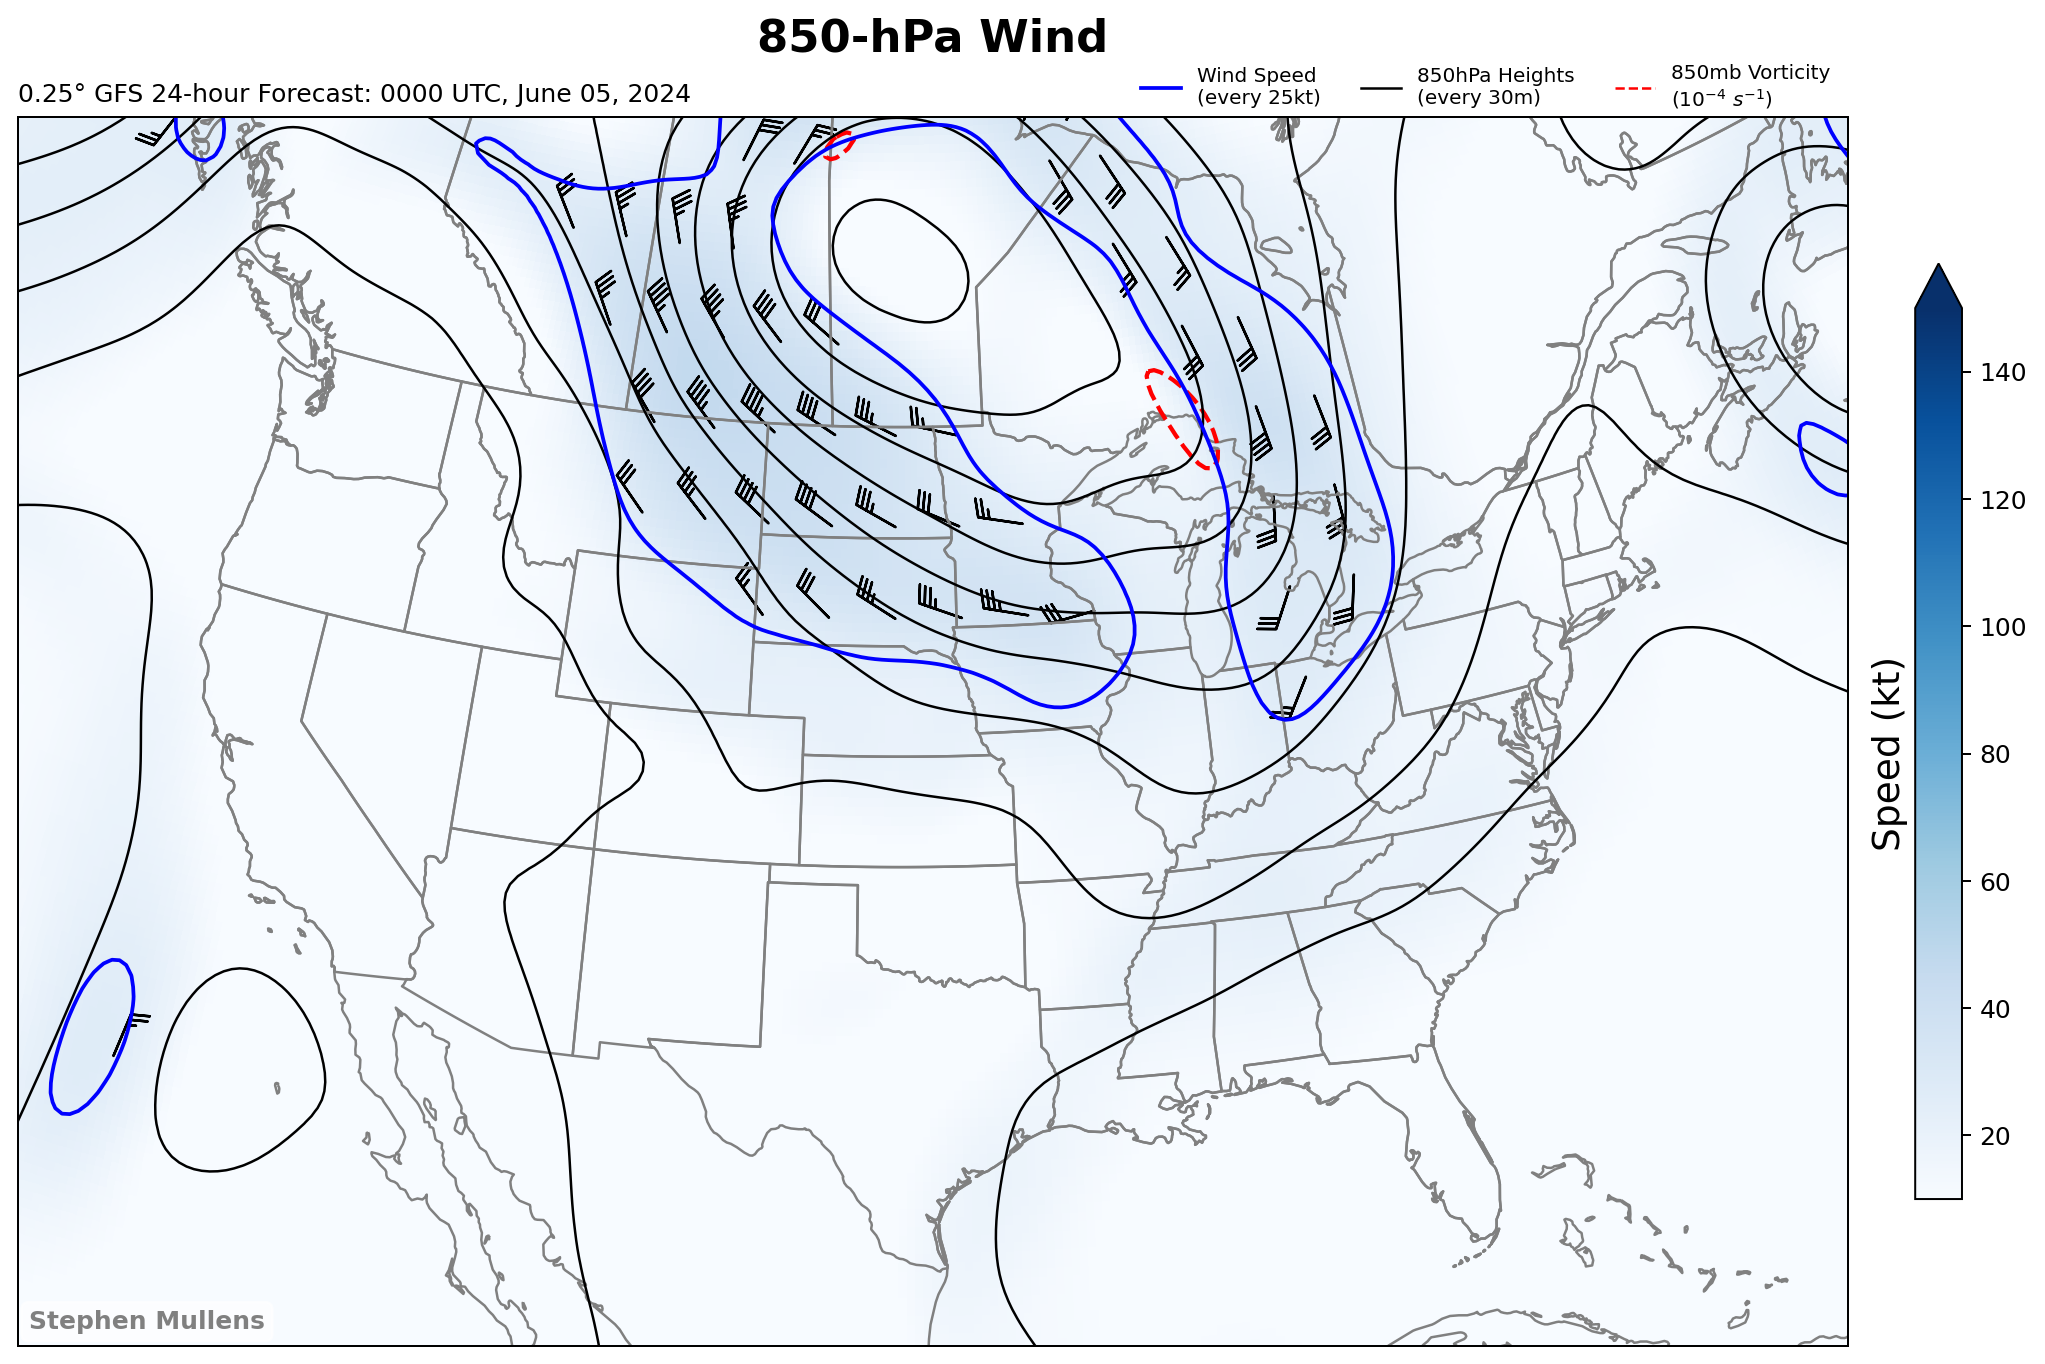 850-hPa Wind
0.25° GFS 24-hour Forecast: 0000 UTC, June 05, 2024
Wind Speed
(every 25kt)
850hPa Heights
(every 30m)
850mb Vorticity
(10⁻⁴ s⁻¹)
140
120
100
80
60
40
20
Speed (kt)
Stephen Mullens